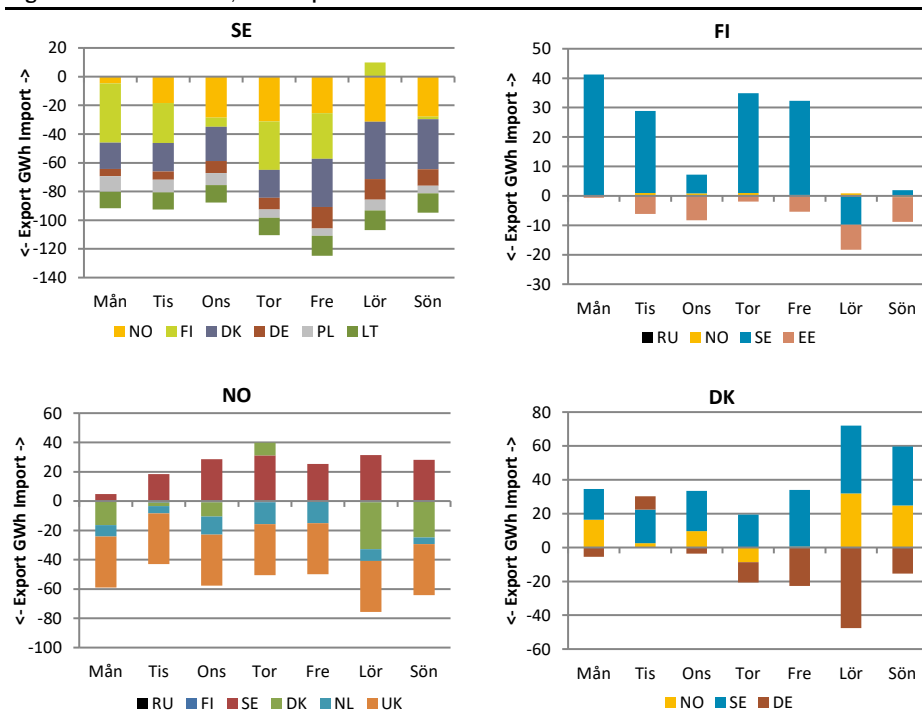 SE
<- Export GWh Import ->
20
0
-20
-40
-60
-80
-100
-120
-140
Mån Tis Ons Tor Fre Lör Sön
NO FI DK DE PL LT
FI
<- Export GWh Import ->
50
40
30
20
10
0
-10
-20
-30
Mån Tis Ons Tor Fre Lör Sön
RU NO SE EE
NO
<- Export GWh Import ->
60
40
20
0
-20
-40
-60
-80
-100
Mån Tis Ons Tor Fre Lör Sön
RU FI SE DK NL UK
DK
<- Export GWh Import ->
80
60
40
20
0
-20
-40
-60
Mån Tis Ons Tor Fre Lör Sön
NO SE DE